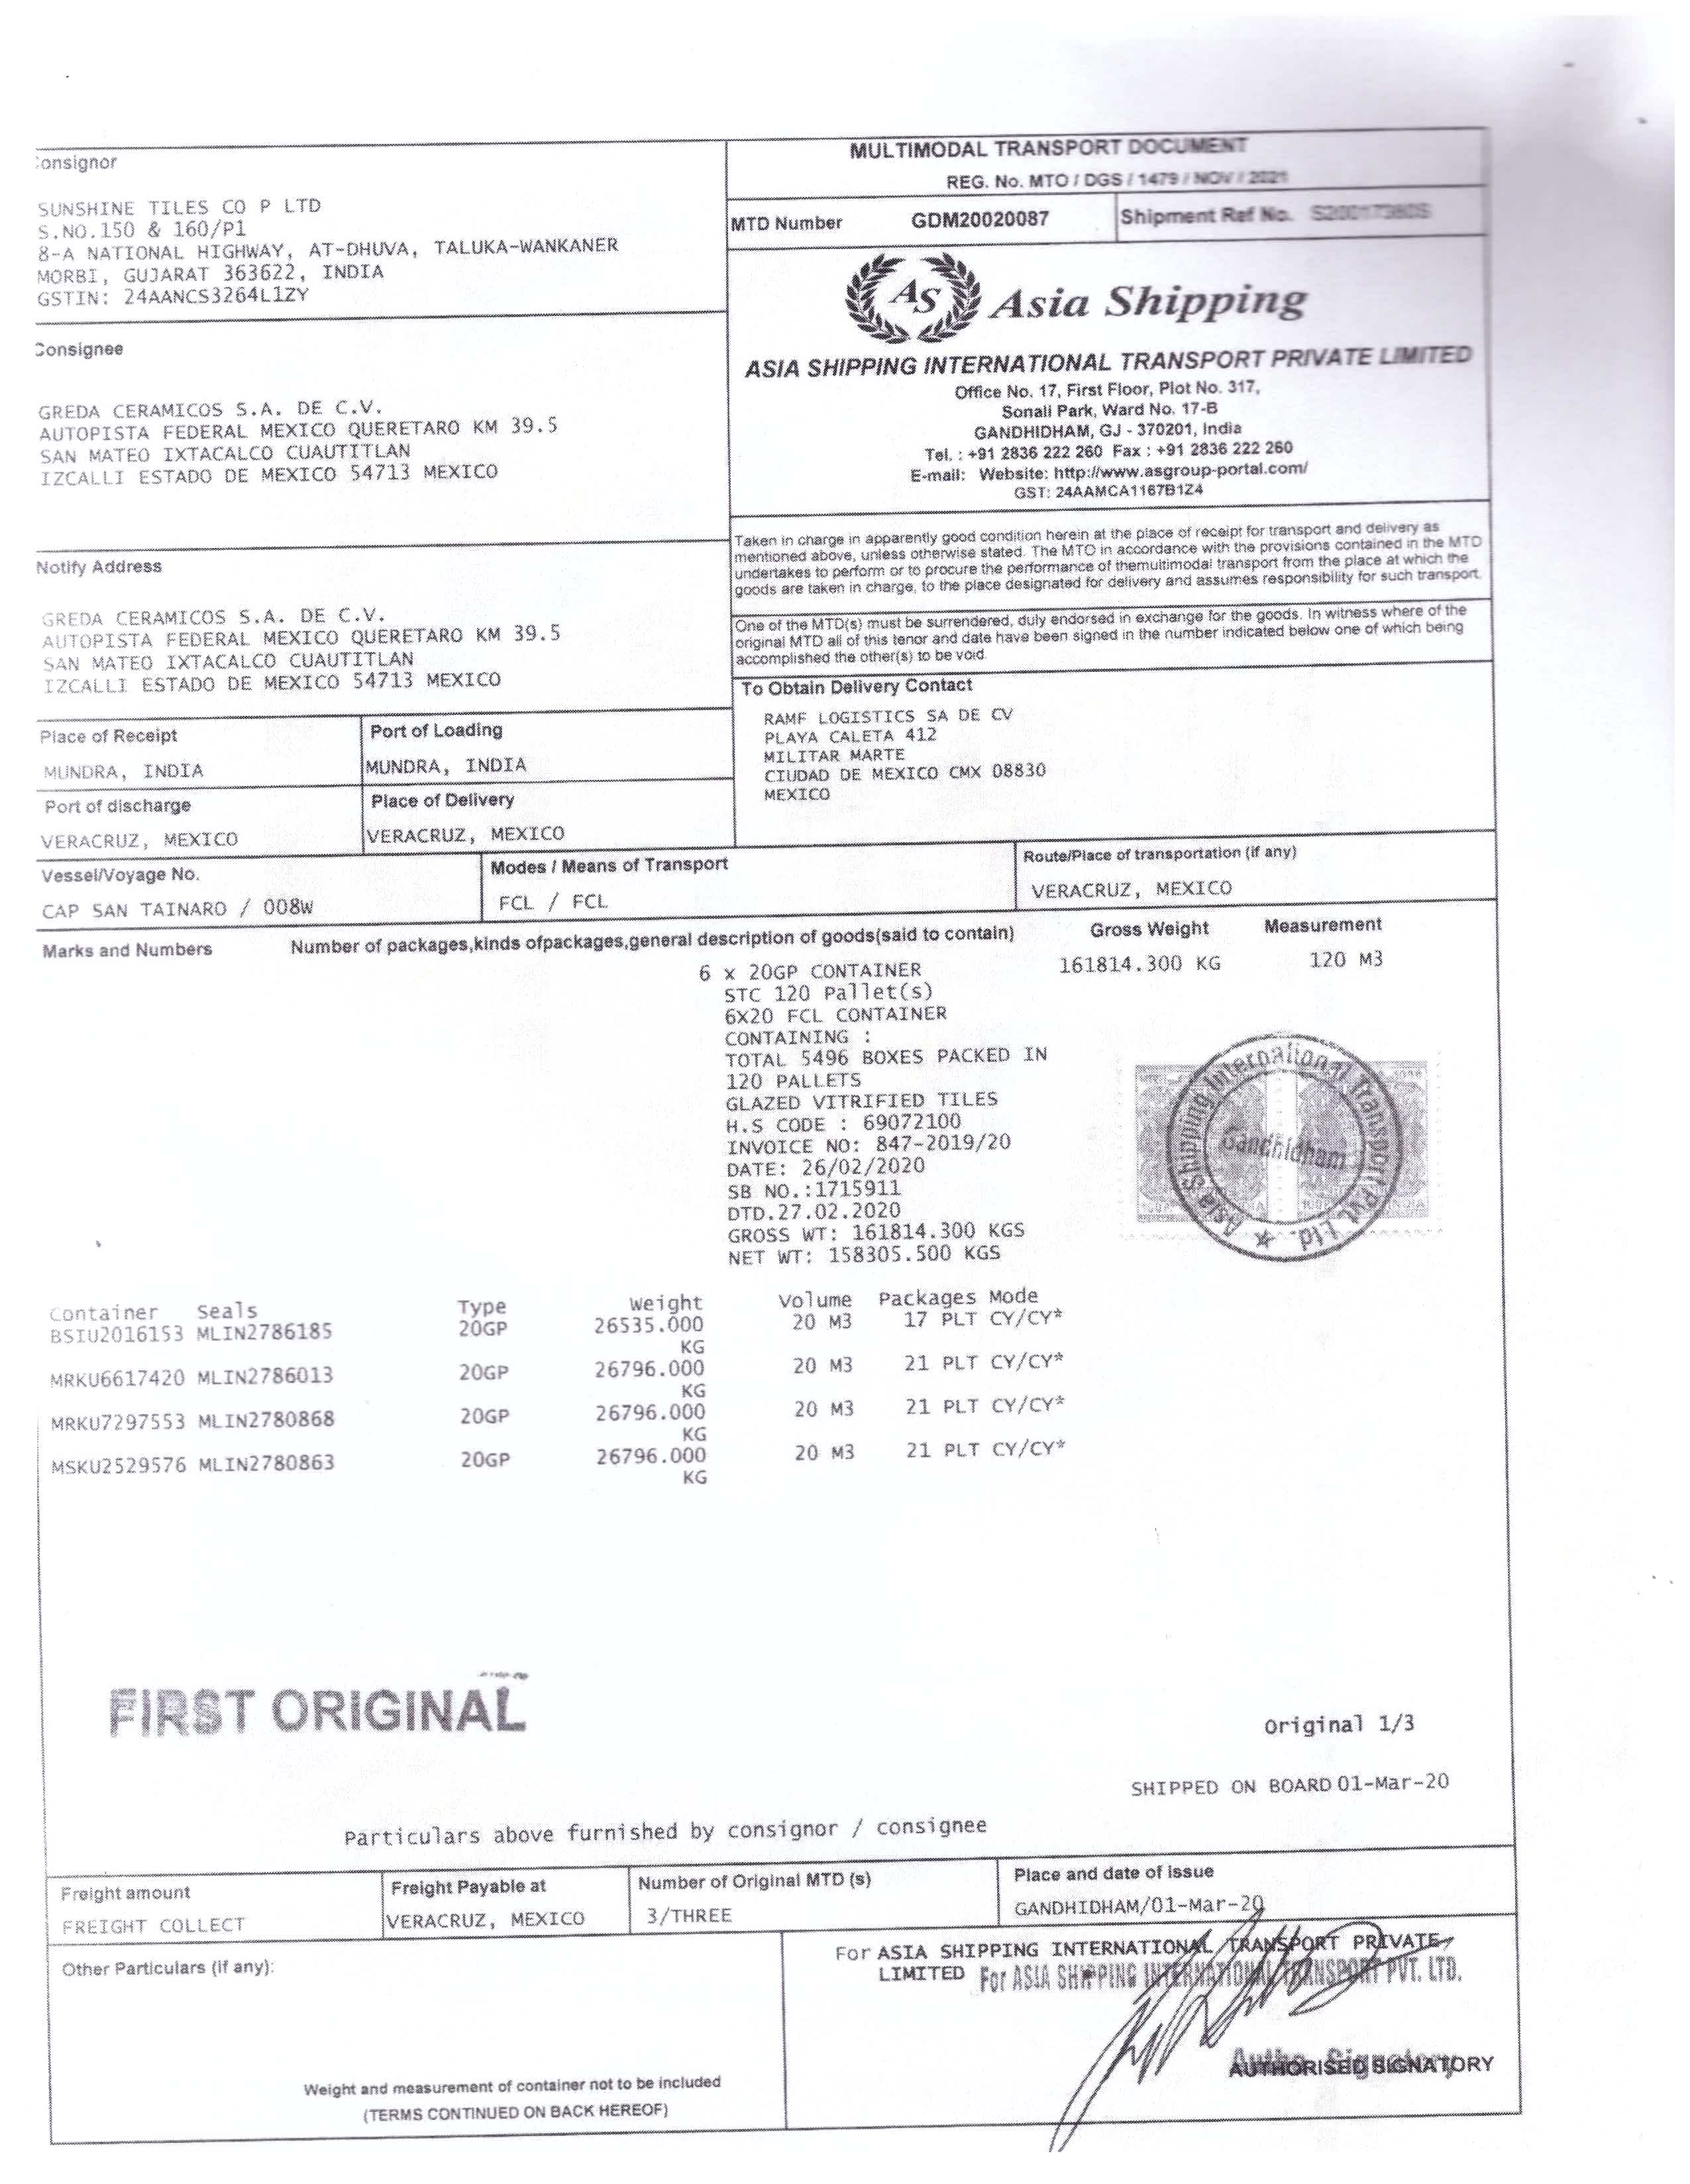 MULTIMODAL TRANSPORT DOCUMENT
REG. No. MTO / DGS / 1479 / NOV / 2021
MTD Number GDM20020087 Shipment Ref No.
onsignor
SUNSHINE TILES CO P LTD
S.NO.150 & 160/P1
8-A NATIONAL HIGHWAY, AT-DHUVA, TALUKA-WANKANER
MORBI, GUJARAT 363622, INDIA
GSTIN: 24AANCS3264L1ZY
AS Asia Shipping
ASIA SHIPPING INTERNATIONAL TRANSPORT PRIVATE LIMITED
Office No. 17, First Floor, Plot No. 317,
Sonali Park, Ward No. 17-B
GANDHIDHAM, GJ - 370201, India
Tel. : +91 2836 222 260 Fax : +91 2836 222 260
E-mail: Website: http://www.asgroup-portal.com/
GST: 24AAMCA1167B1Z4
Consignee
GREDA CERAMICOS S.A. DE C.V.
AUTOPISTA FEDERAL MEXICO QUERETARO KM 39.5
SAN MATEO IXTACALCO CUAUTITLAN
IZCALLI ESTADO DE MEXICO 54713 MEXICO
Taken in charge in apparently good condition herein at the place of receipt for transport and delivery as
mentioned above, unless otherwise stated. The MTO in accordance with the provisions contained in the MTD
undertakes to perform or to procure the performance of themultimodal transport from the place at which the
goods are taken in charge, to the place designated for delivery and assumes responsibility for such transport.
One of the MTD(s) must be surrendered, duly endorsed in exchange for the goods. In witness where of the
original MTD all of this tenor and date have been signed in the number indicated below one of which being
accomplished the other(s) to be void.
Notify Address
GREDA CERAMICOS S.A. DE C.V.
AUTOPISTA FEDERAL MEXICO QUERETARO KM 39.5
SAN MATEO IXTACALCO CUAUTITLAN
IZCALLI ESTADO DE MEXICO 54713 MEXICO
To Obtain Delivery Contact
RAMF LOGISTICS SA DE CV
PLAYA CALETA 412
MILITAR MARTE
CIUDAD DE MEXICO CMX 08830
MEXICO
Place of Receipt Port of Loading
MUNDRA, INDIA MUNDRA, INDIA
Port of discharge Place of Delivery
VERACRUZ, MEXICO VERACRUZ, MEXICO
Vessel/Voyage No. Modes / Means of Transport Route/Place of transportation (if any)
CAP SAN TAINARO / 008W FCL / FCL VERACRUZ, MEXICO
Marks and Numbers Number of packages,kinds ofpackages,general description of goods(said to contain) Gross Weight Measurement
6 x 20GP CONTAINER 161814.300 KG 120 M3
STC 120 Pallet(s)
6X20 FCL CONTAINER
CONTAINING :
TOTAL 5496 BOXES PACKED IN
120 PALLETS
GLAZED VITRIFIED TILES
H.S CODE : 69072100
INVOICE NO: 847-2019/20
DATE: 26/02/2020
SB NO.:1715911
DTD.27.02.2020
GROSS WT: 161814.300 KGS
NET WT: 158305.500 KGS
Asia Shipping International Transport Pvt. Ltd.
Gandhidham
Container Seals Type Weight Volume Packages Mode
BSIU2016153 MLIN2786185 20GP 26535.000 20 M3 17 PLT CY/CY*
KG
MRKU6617420 MLIN2786013 20GP 26796.000 20 M3 21 PLT CY/CY*
KG
MRKU7297553 MLIN2780868 20GP 26796.000 20 M3 21 PLT CY/CY*
KG
MSKU2529576 MLIN2780863 20GP 26796.000 20 M3 21 PLT CY/CY*
KG
FIRST ORIGINAL
Original 1/3
SHIPPED ON BOARD 01-Mar-20
Particulars above furnished by consignor / consignee
Freight amount Freight Payable at Number of Original MTD (s) Place and date of issue
FREIGHT COLLECT VERACRUZ, MEXICO 3/THREE GANDHIDHAM/01-Mar-20
Other Particulars (if any):
For ASIA SHIPPING INTERNATIONAL TRANSPORT PRIVATE
LIMITED
For ASIA SHIPPING INTERNATIONAL TRANSPORT PVT. LTD.
AUTHORISED SIGNATORY
Weight and measurement of container not to be included
(TERMS CONTINUED ON BACK HEREOF)